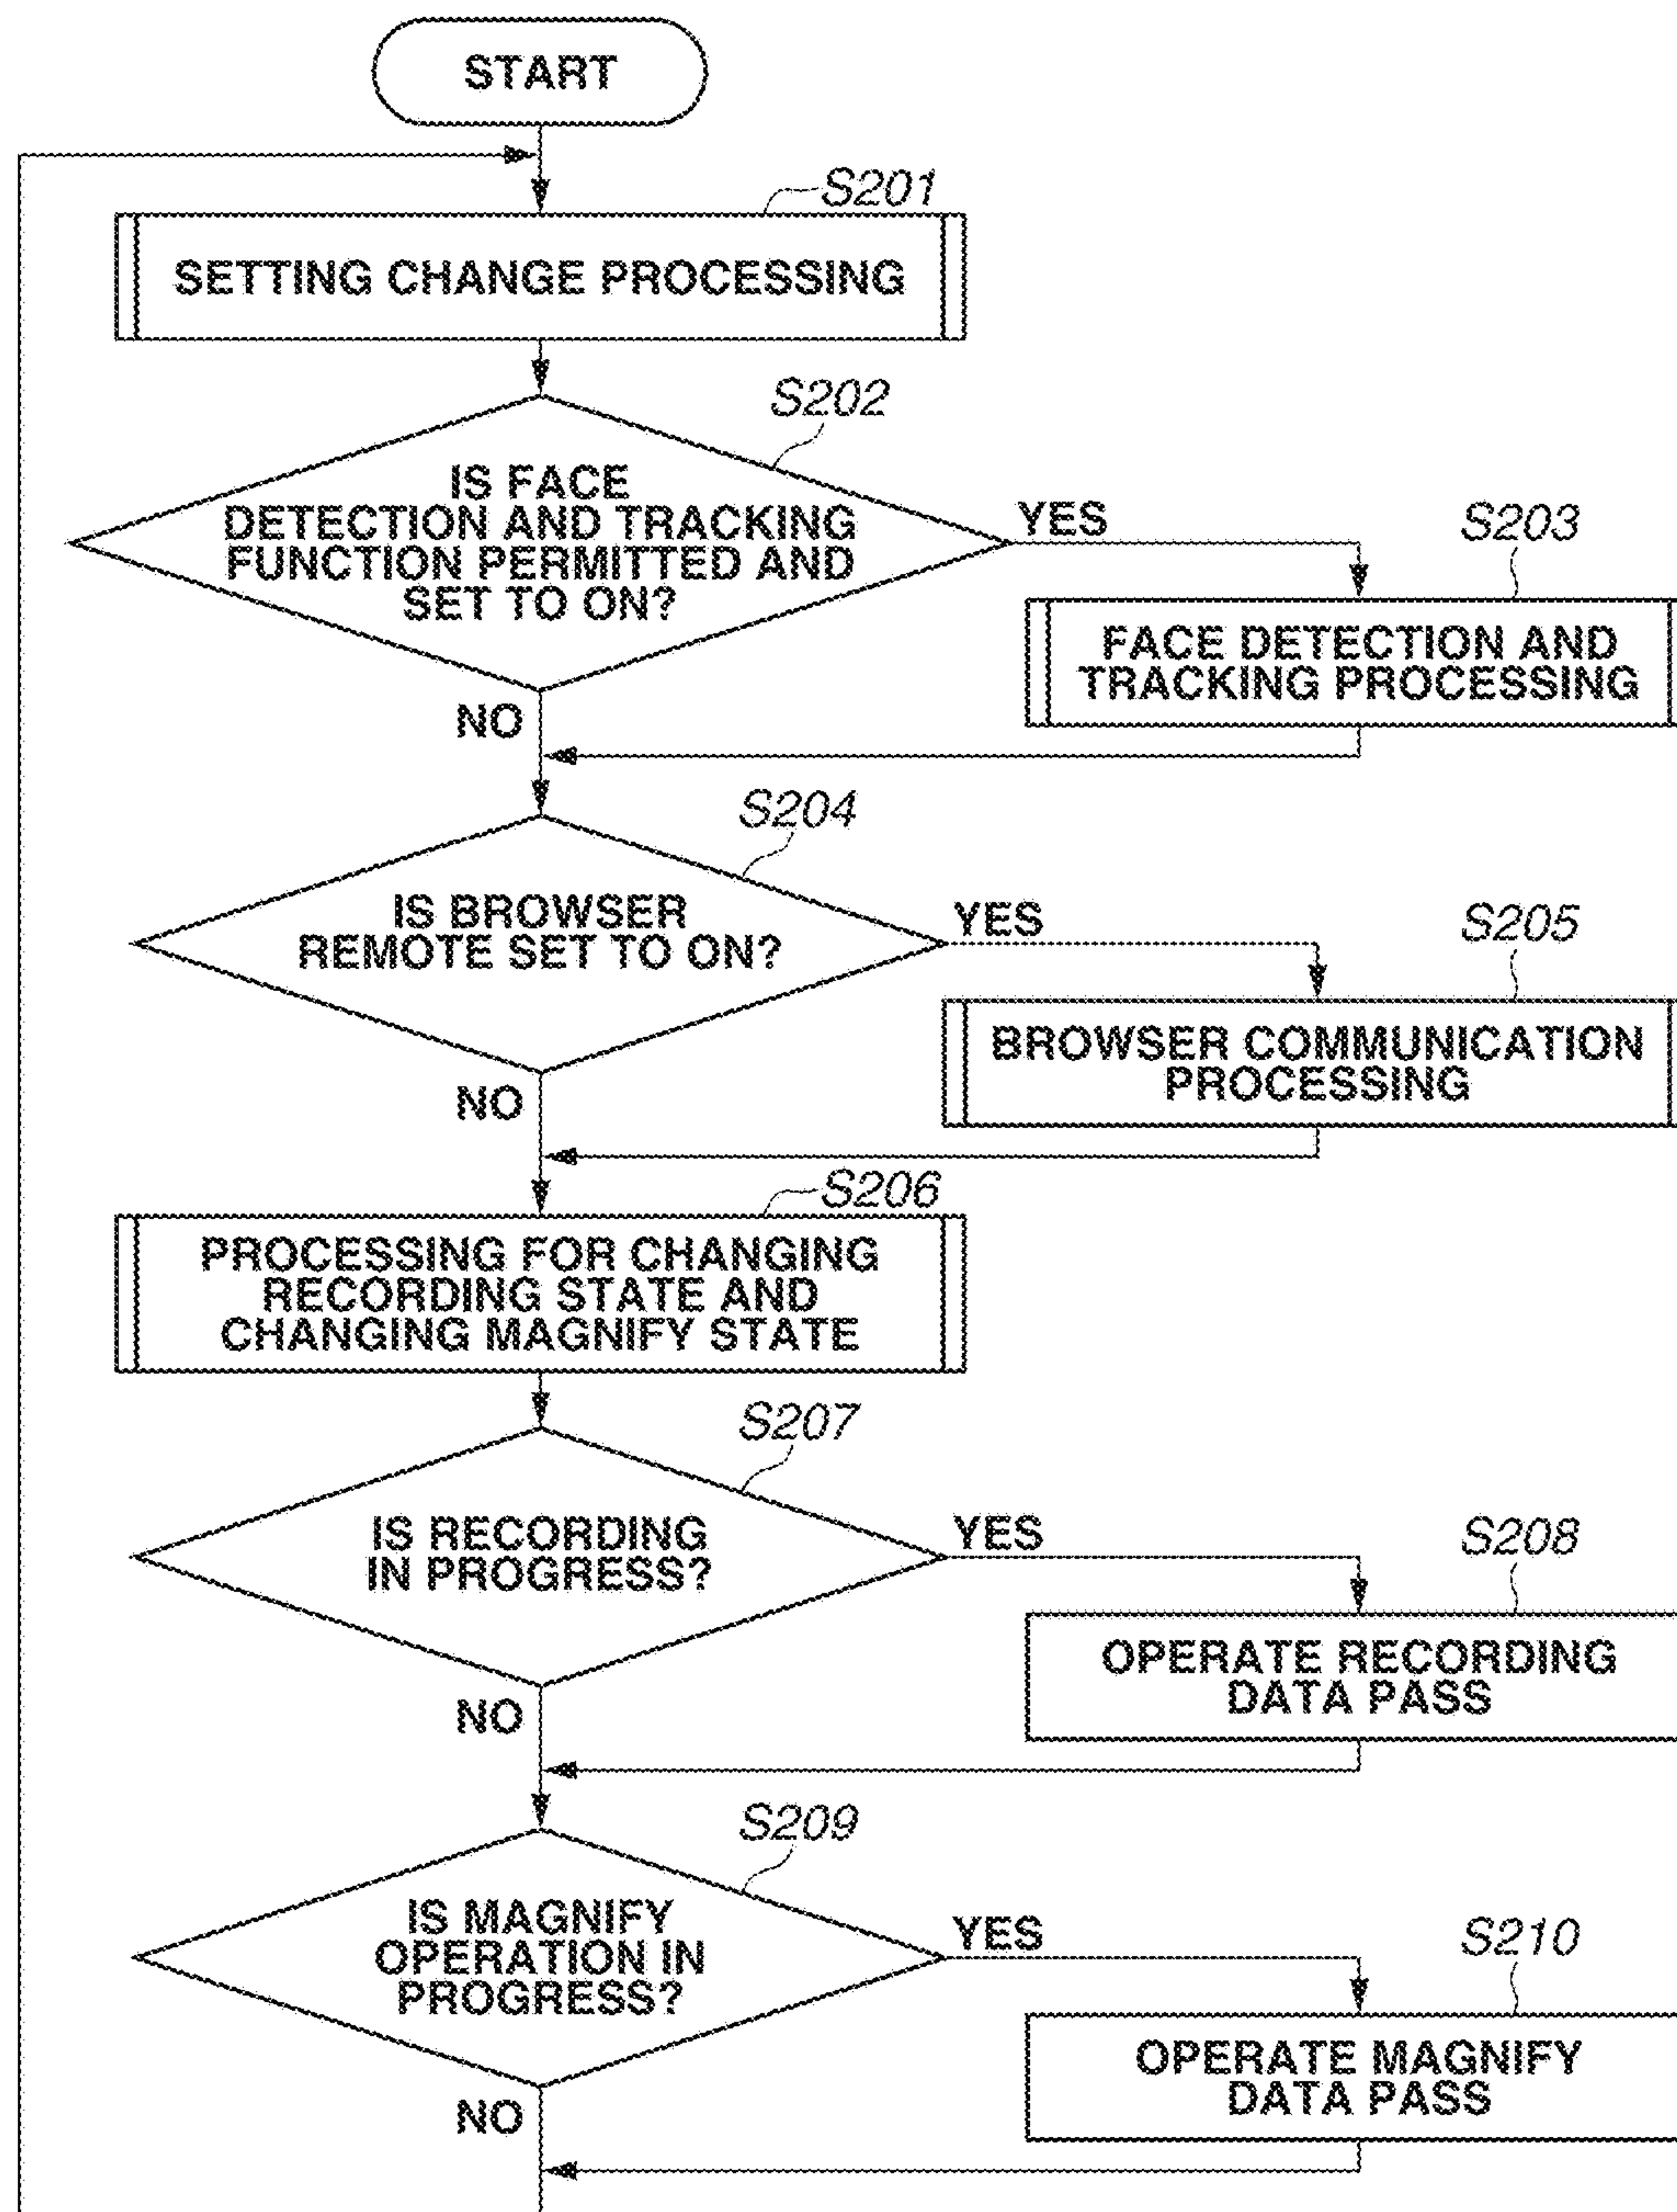 START
S201
SETTING CHANGE PROCESSING
S202
IS FACE
DETECTION AND TRACKING
FUNCTION PERMITTED AND
SET TO ON?
YES
S203
FACE DETECTION AND
TRACKING PROCESSING
NO
S204
IS BROWSER
REMOTE SET TO ON?
YES
S205
BROWSER COMMUNICATION
PROCESSING
NO
S206
PROCESSING FOR CHANGING
RECORDING STATE AND
CHANGING MAGNIFY STATE
S207
IS RECORDING
IN PROGRESS?
YES
S208
OPERATE RECORDING
DATA PASS
NO
S209
IS MAGNIFY
OPERATION IN
PROGRESS?
YES
S210
OPERATE MAGNIFY
DATA PASS
NO